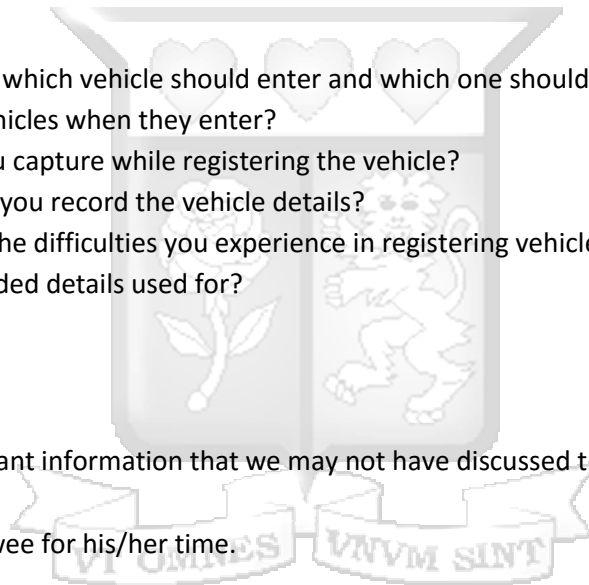 which vehicle should enter and which one should
hicles when they enter?
u capture while registering the vehicle?
you record the vehicle details?
he difficulties you experience in registering vehicle
ded details used for?
ant information that we may not have discussed t
vee for his/her time.
VT OMNES VNVM SINT